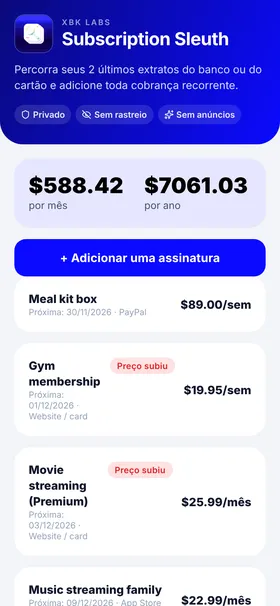 XBK LABS
Subscription Sleuth
Percorra seus 2 últimos extratos do banco ou do
cartão e adicione toda cobrança recorrente.
Privado
Sem rastreio
Sem anúncios
$588.42
por mês
$7061.03
por ano
+ Adicionar uma assinatura
Meal kit box
Próxima: 30/11/2026 · PayPal
$89.00/sem
Gym
membership
Preço subiu
Próxima:
01/12/2026 ·
Website / card
$19.95/sem
Movie
streaming
(Premium)
Preço subiu
Próxima:
03/12/2026 ·
Website / card
$25.99/mês
Music streaming family
Próxima: 09/12/2026 · App Store
$22.99/mês